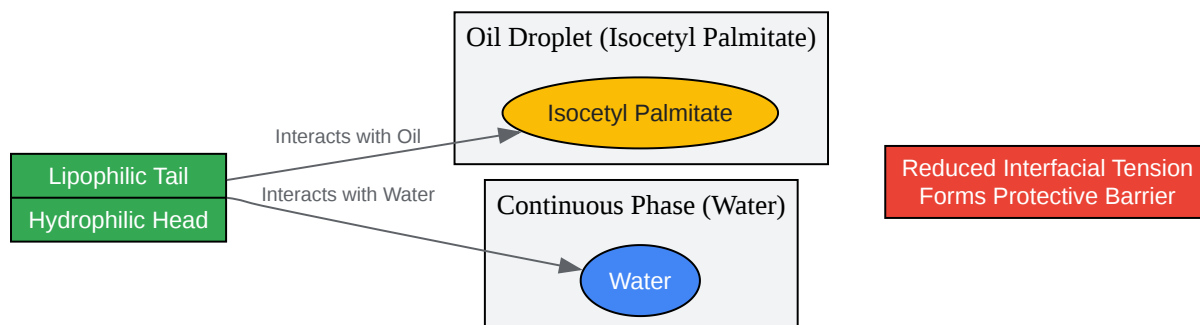 Oil Droplet (Isocetyl Palmitate)
Isocetyl Palmitate
Interacts with Oil
Lipophilic Tail
Hydrophilic Head
Interacts with Water
Continuous Phase (Water)
Water
Reduced Interfacial Tension
Forms Protective Barrier